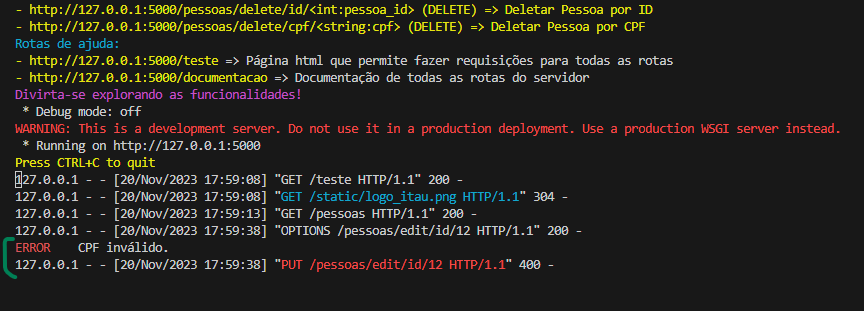 - http://127.0.0.1:5000/pessoas/delete/id/<int:pessoa_id> (DELETE) => Deletar Pessoa por ID
- http://127.0.0.1:5000/pessoas/delete/cpf/<string:cpf> (DELETE) => Deletar Pessoa por CPF
Rotas de ajuda:
- http://127.0.0.1:5000/teste => Página html que permite fazer requisições para todas as rotas
- http://127.0.0.1:5000/documentacao => Documentação de todas as rotas do servidor
Divirta-se explorando as funcionalidades!
 * Debug mode: off
WARNING: This is a development server. Do not use it in a production deployment. Use a production WSGI server instead.
 * Running on http://127.0.0.1:5000
Press CTRL+C to quit
127.0.0.1 - - [20/Nov/2023 17:59:08] "GET /teste HTTP/1.1" 200 -
127.0.0.1 - - [20/Nov/2023 17:59:08] "GET /static/logo_itau.png HTTP/1.1" 304 -
127.0.0.1 - - [20/Nov/2023 17:59:13] "GET /pessoas HTTP/1.1" 200 -
127.0.0.1 - - [20/Nov/2023 17:59:38] "OPTIONS /pessoas/edit/id/12 HTTP/1.1" 200 -
ERROR    CPF inválido.
127.0.0.1 - - [20/Nov/2023 17:59:38] "PUT /pessoas/edit/id/12 HTTP/1.1" 400 -